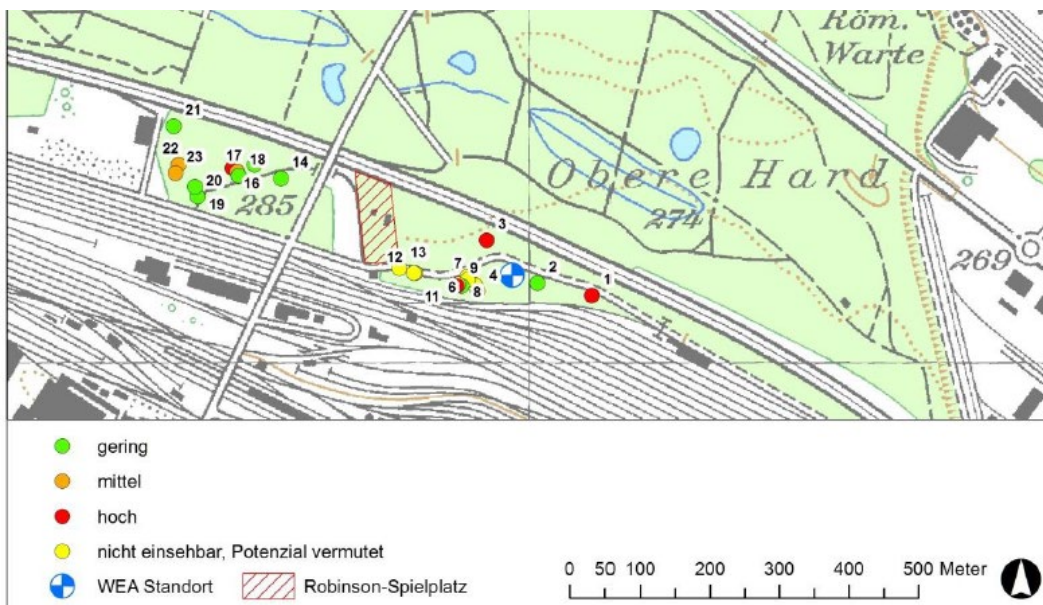 Röm.
Warte
21
22
23
17
18
14
16
20
19
285
Obere Hard
274
269
3
12
13
7
9
4
2
1
6
8
11
gering
mittel
hoch
nicht einsehbar, Potenzial vermutet
WEA Standort
Robinson-Spielplatz
0 50 100 200 300 400 500 Meter